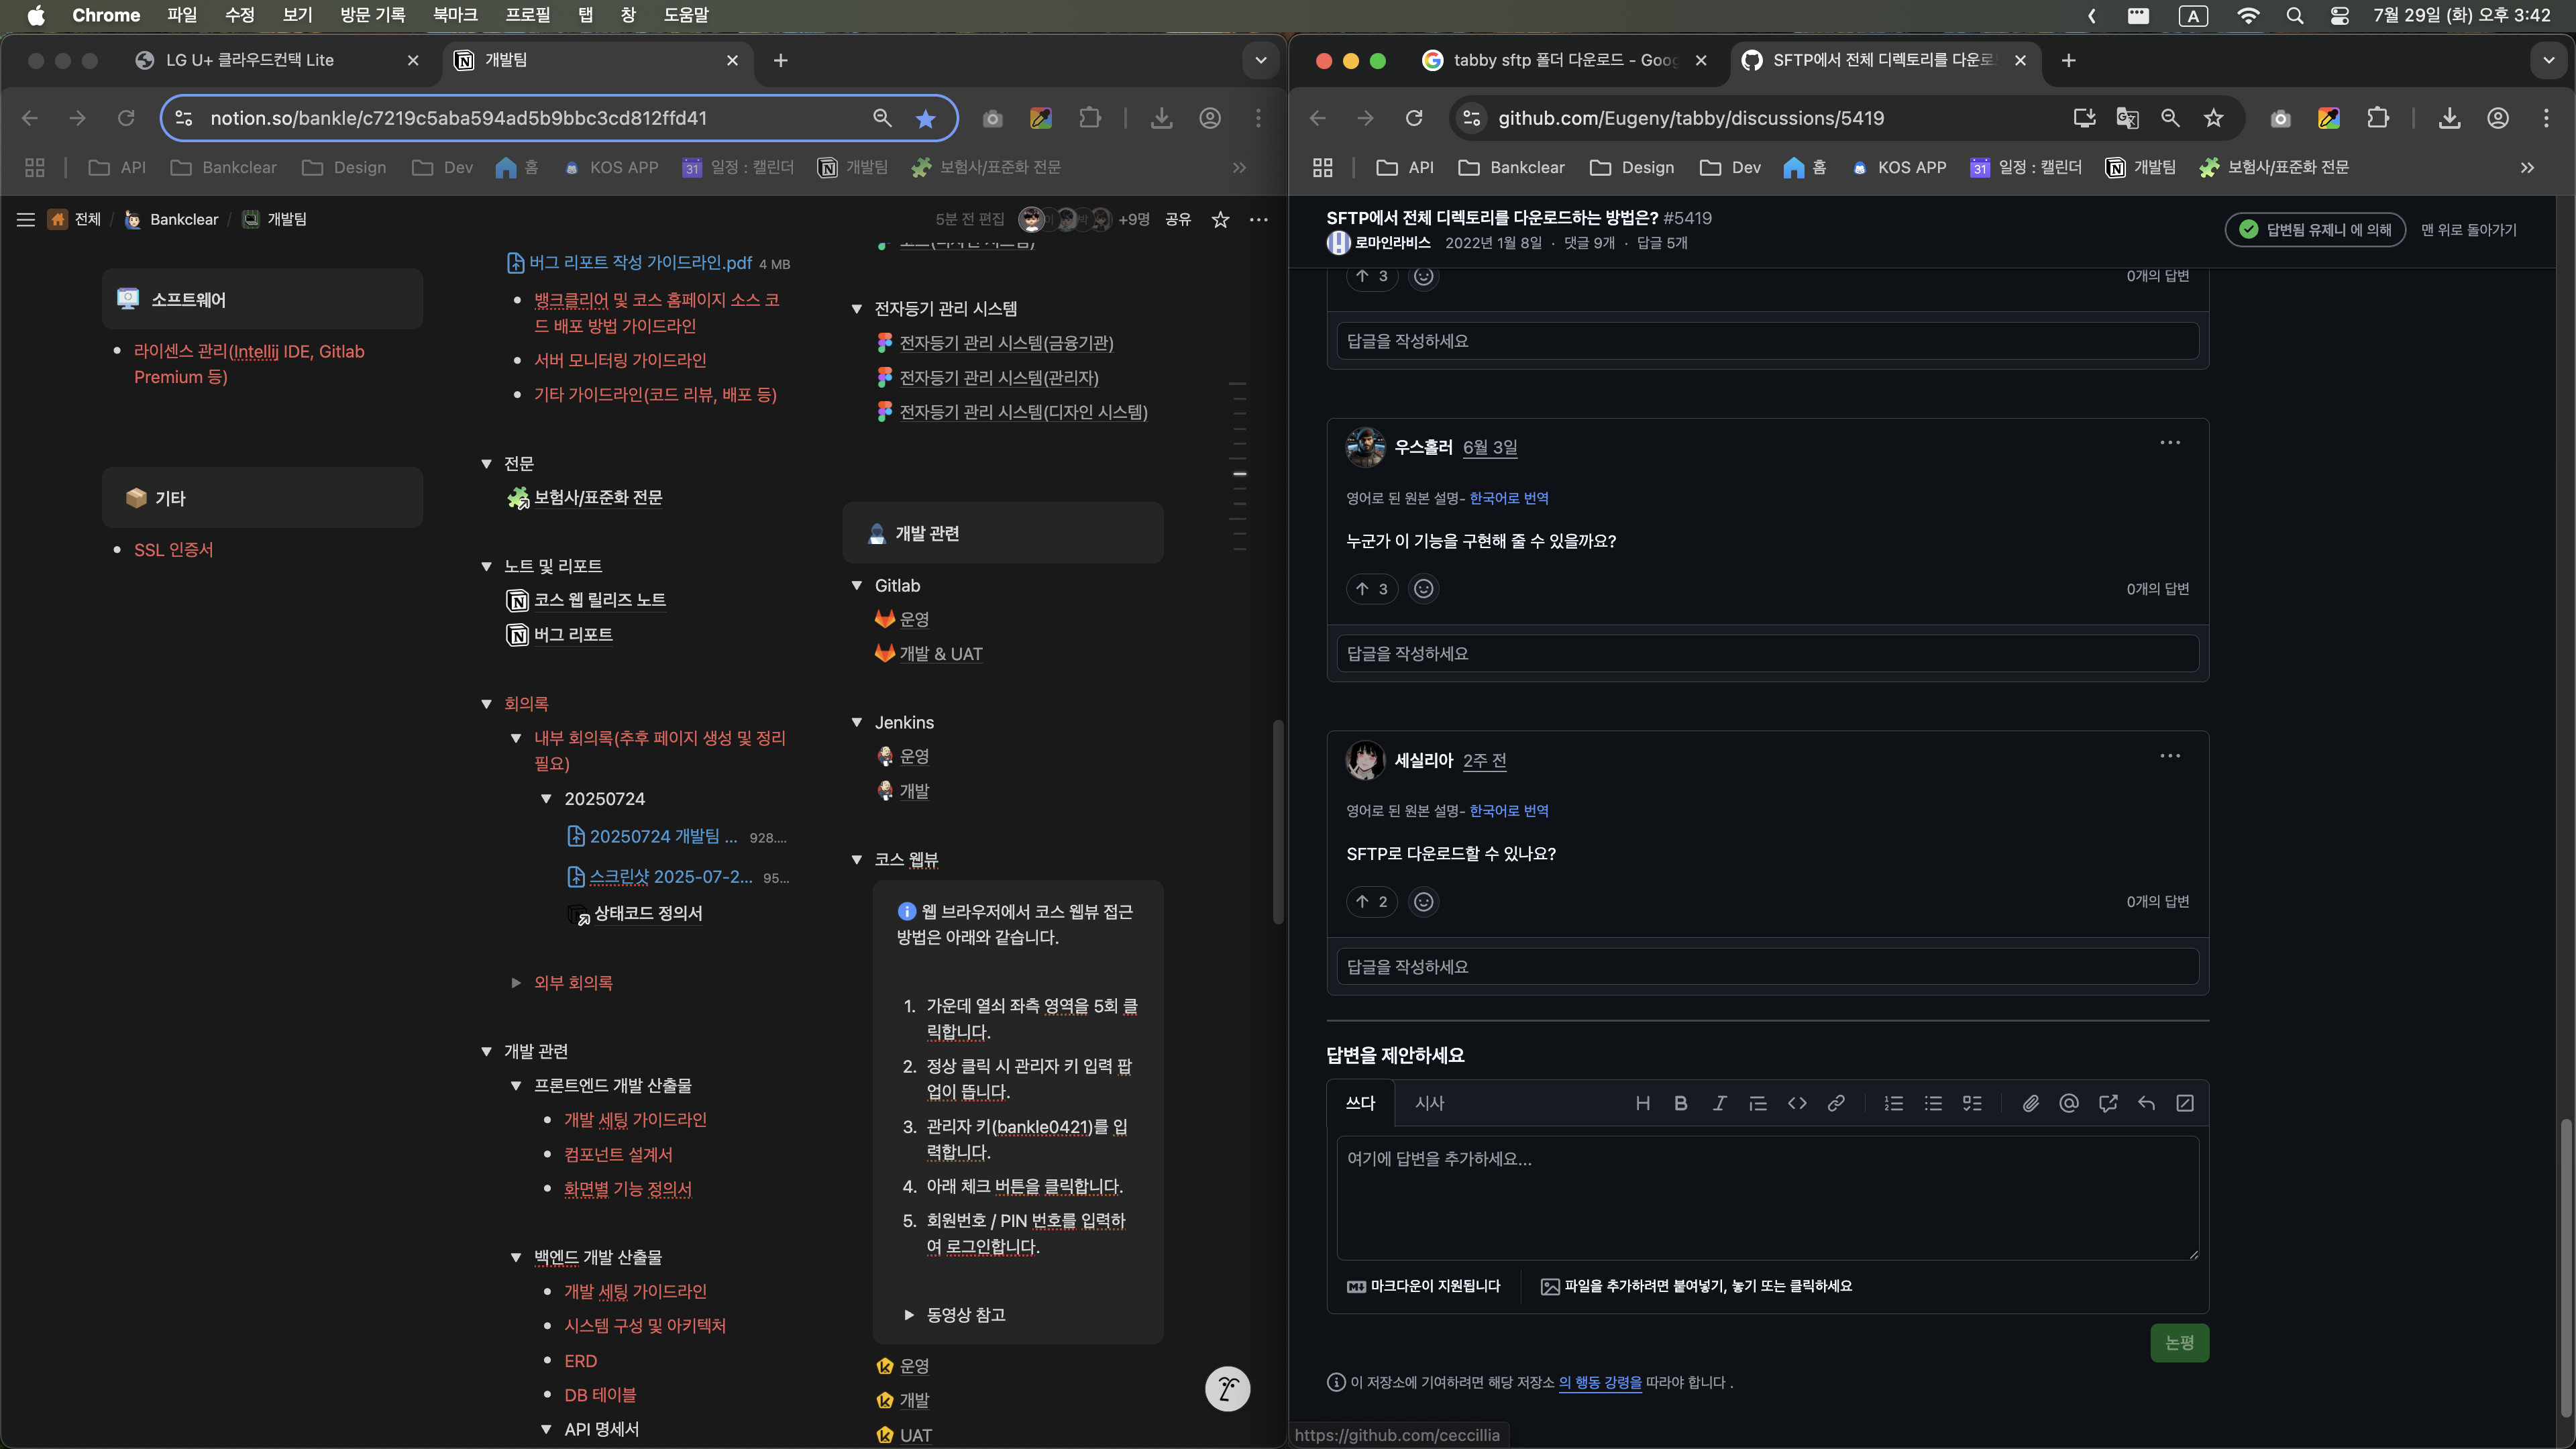 Chrome 파일 수정 보기 방문 기록 북마크 프로필 탭 창 도움말
A 7월 29일 (화) 오후 3:42
LG U+ 클라우드컨택 Lite
개발팀
notion.so/bankle/c7219c5aba594ad5b9bbc3cd812ffd41
API Bankclear Design Dev 홈 KOS APP 31 일정 : 캘린더 개발팀 보험사/표준화 전문
전체 / Bankclear / 개발팀
5분 전 편집 +9명 공유
소프트웨어
라이센스 관리(Intellij IDE, Gitlab
Premium 등)
기타
SSL 인증서
버그 리포트 작성 가이드라인.pdf 4 MB
뱅크클리어 및 코스 홈페이지 소스 코
드 배포 방법 가이드라인
서버 모니터링 가이드라인
기타 가이드라인(코드 리뷰, 배포 등)
전문
보험사/표준화 전문
노트 및 리포트
코스 웹 릴리즈 노트
버그 리포트
회의록
내부 회의록(추후 페이지 생성 및 정리
필요)
20250724
20250724 개발팀 ... 928....
스크린샷 2025-07-2... 95...
상태코드 정의서
외부 회의록
개발 관련
프론트엔드 개발 산출물
개발 세팅 가이드라인
컴포넌트 설계서
화면별 기능 정의서
백엔드 개발 산출물
개발 세팅 가이드라인
시스템 구성 및 아키텍처
ERD
DB 테이블
API 명세서
전자등기 관리 시스템
전자등기 관리 시스템(금융기관)
전자등기 관리 시스템(관리자)
전자등기 관리 시스템(디자인 시스템)
개발 관련
Gitlab
운영
개발 & UAT
Jenkins
운영
개발
코스 웹뷰
웹 브라우저에서 코스 웹뷰 접근
방법은 아래와 같습니다.
1. 가운데 열쇠 좌측 영역을 5회 클
릭합니다.
2. 정상 클릭 시 관리자 키 입력 팝
업이 뜹니다.
3. 관리자 키(bankle0421)를 입
력합니다.
4. 아래 체크 버튼을 클릭합니다.
5. 회원번호 / PIN 번호를 입력하
여 로그인합니다.
동영상 참고
운영
개발
UAT
tabby sftp 폴더 다운로드 - Goog
SFTP에서 전체 디렉토리를 다운로
github.com/Eugeny/tabby/discussions/5419
API Bankclear Design Dev 홈 KOS APP 31 일정 : 캘린더 개발팀 보험사/표준화 전문
SFTP에서 전체 디렉토리를 다운로드하는 방법은? #5419
로마인라비스 2022년 1월 8일 · 댓글 9개 · 답글 5개
답변됨 유제니 에 의해 맨 위로 돌아가기
3 0개의 답변
답글을 작성하세요
우스홀러 6월 3일
영어로 된 원본 설명- 한국어로 번역
누군가 이 기능을 구현해 줄 수 있을까요?
3 0개의 답변
답글을 작성하세요
세실리아 2주 전
영어로 된 원본 설명- 한국어로 번역
SFTP로 다운로드할 수 있나요?
2 0개의 답변
답글을 작성하세요
답변을 제안하세요
쓰다 시사
여기에 답변을 추가하세요...
마크다운이 지원됩니다 파일을 추가하려면 붙여넣기, 놓기 또는 클릭하세요
논평
이 저장소에 기여하려면 해당 저장소 의 행동 강령을 따라야 합니다 .
https://github.com/ceccillia